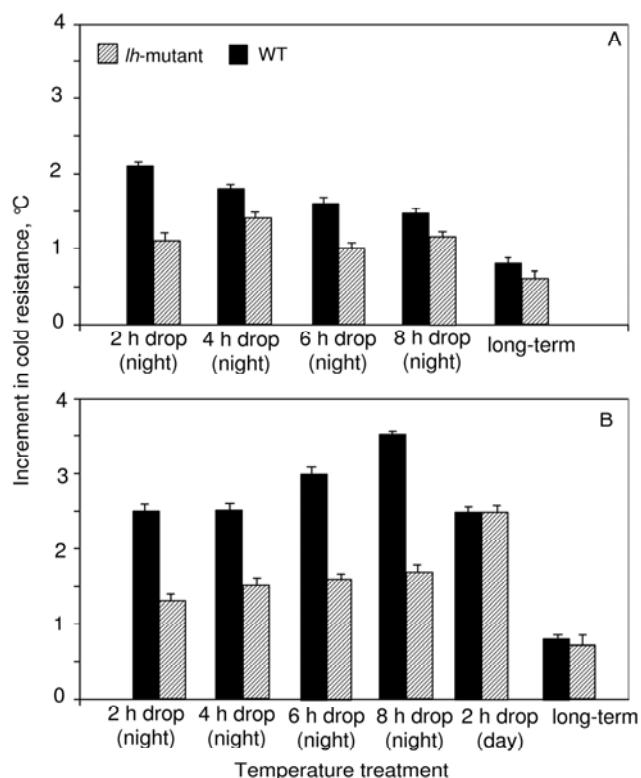 4
A
lh-mutant WT
3
2
1
0
2 h drop 4 h drop 6 h drop 8 h drop long-term
(night) (night) (night) (night)
Increment in cold resistance, °C
4
B
3
2
1
0
2 h drop 4 h drop 6 h drop 8 h drop 2 h drop long-term
(night) (night) (night) (night) (day)
Temperature treatment